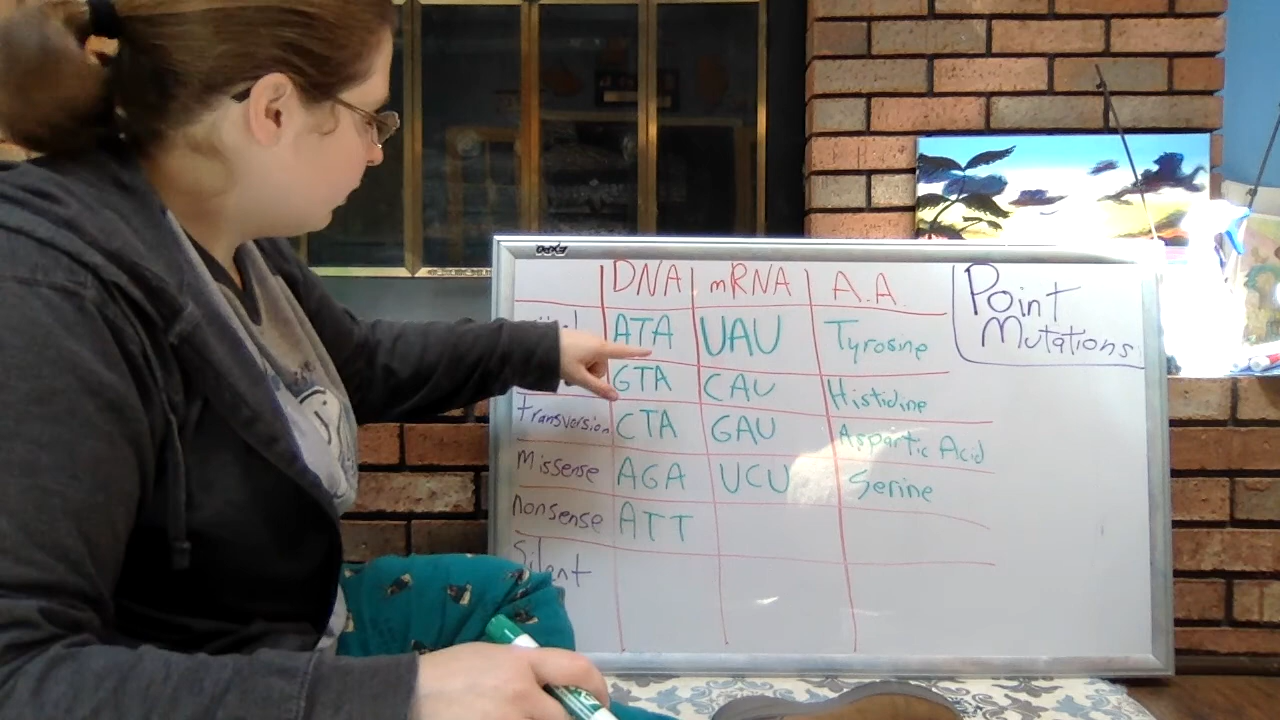 DNA mRNA A.A. Point
Mutations
ATA UAU Tyrosine
GTA CAU Histidine
Transversion CTA GAU Aspartic Acid
Missense AGA UCU Serine
Nonsense ATT
Silent
EXPO